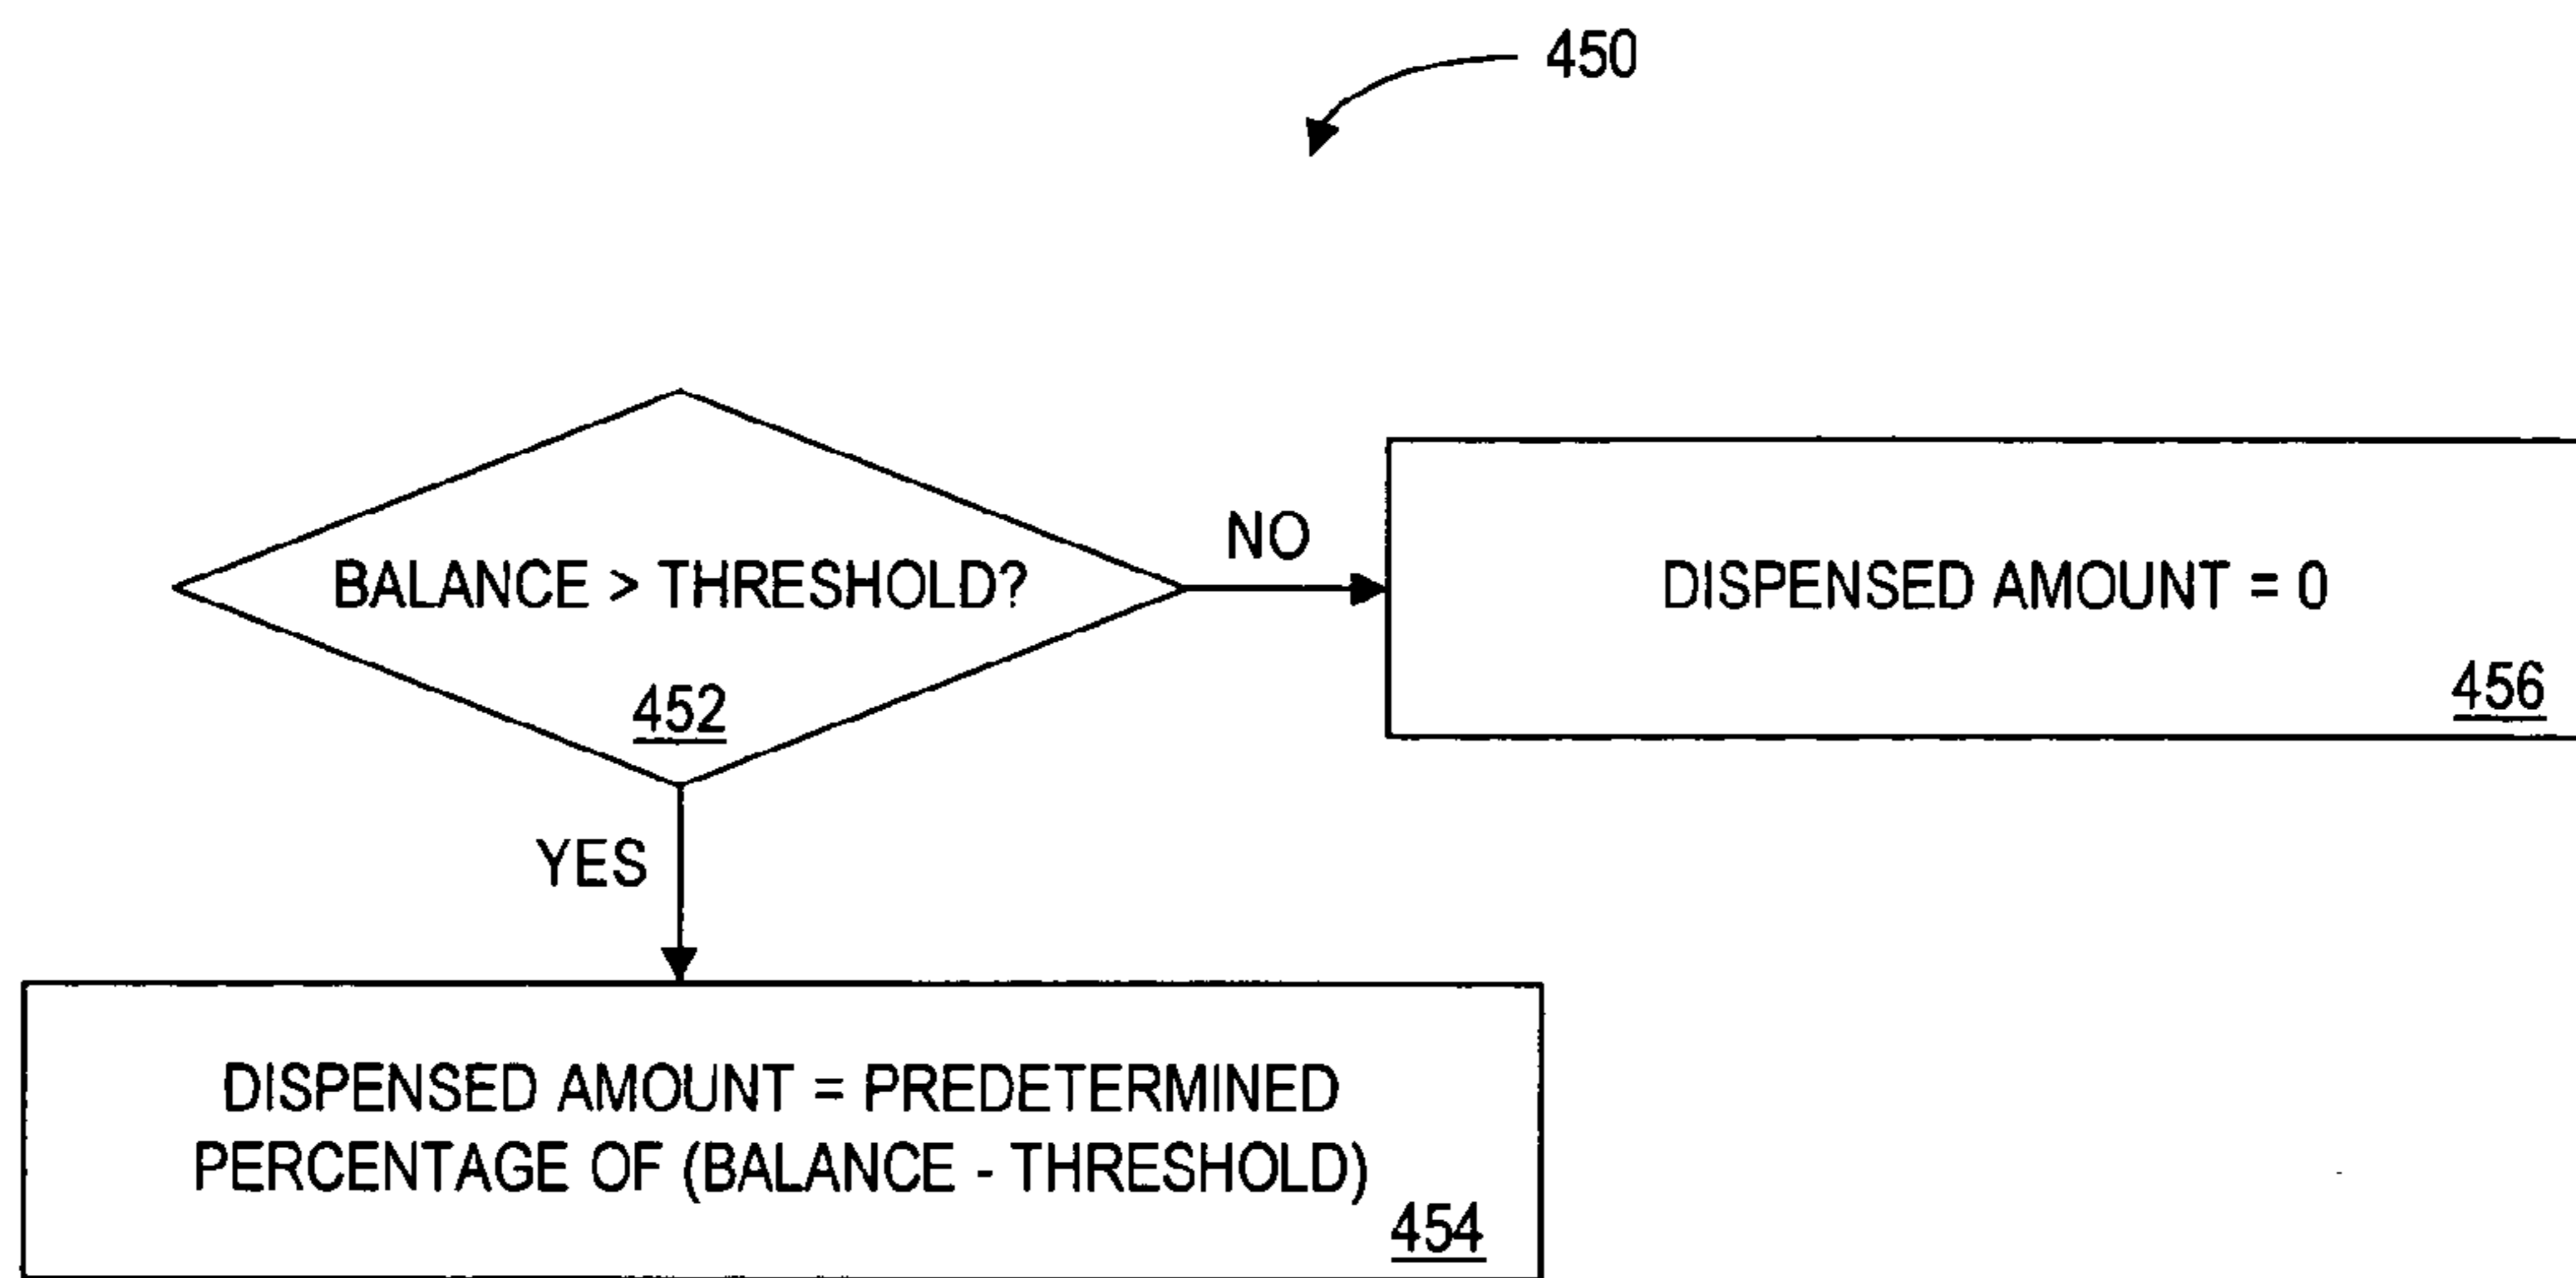 450
BALANCE > THRESHOLD?
452
NO
DISPENSED AMOUNT = 0
456
YES
DISPENSED AMOUNT = PREDETERMINED
PERCENTAGE OF (BALANCE - THRESHOLD)
454